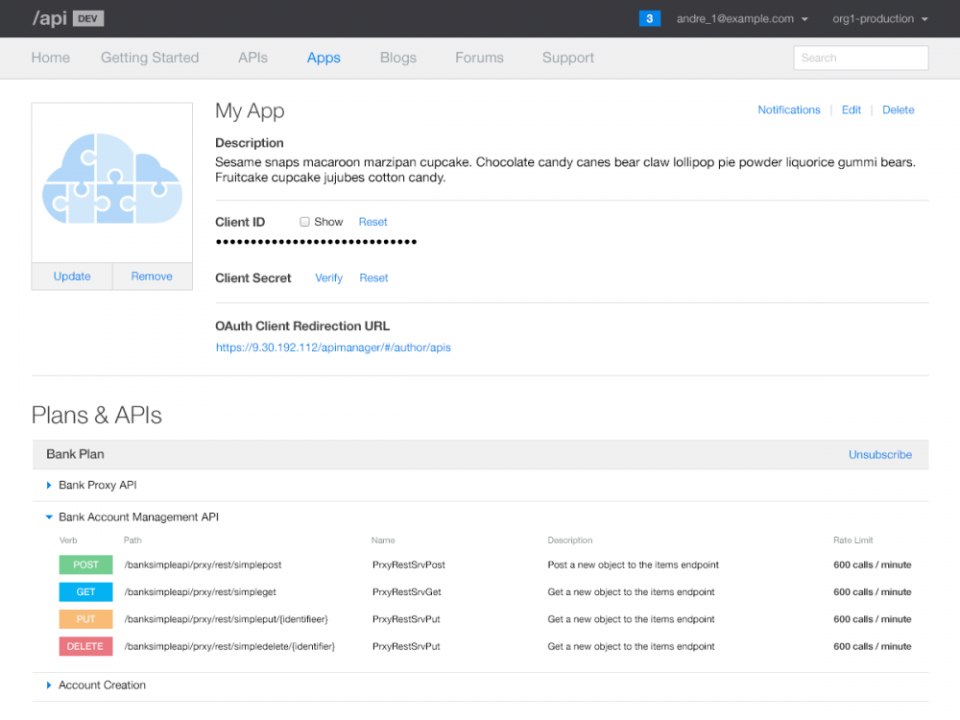 /api DEV
3 andre_1@example.com org1-production
Home Getting Started APIs Apps Blogs Forums Support Search
My App
Notifications | Edit | Delete
Description
Sesame snaps macaroon marzipan cupcake. Chocolate candy canes bear claw lollipop pie powder liquorice gummi bears.
Fruitcake cupcake jujubes cotton candy.
Client ID Show Reset
•••••••••••••••••••••••••••••
Update Remove
Client Secret Verify Reset
OAuth Client Redirection URL
https://9.30.192.112/apimanager/#/author/apis
Plans & APIs
Bank Plan Unsubscribe
Bank Proxy API
Bank Account Management API
Verb Path Name Description Rate Limit
POST /banksimpleapi/prxy/rest/simplepost PrxyRestSrvPost Post a new object to the items endpoint 600 calls / minute
GET /banksimpleapi/prxy/rest/simpleget PrxyRestSrvGet Get a new object to the items endpoint 600 calls / minute
PUT /banksimpleapi/prxy/rest/simpleput/{identifieer} PrxyRestSrvPut Get a new object to the items endpoint 600 calls / minute
DELETE /banksimpleapi/prxy/rest/simpledelete/{identifier} PrxyRestSrvPut Get a new object to the items endpoint 600 calls / minute
Account Creation